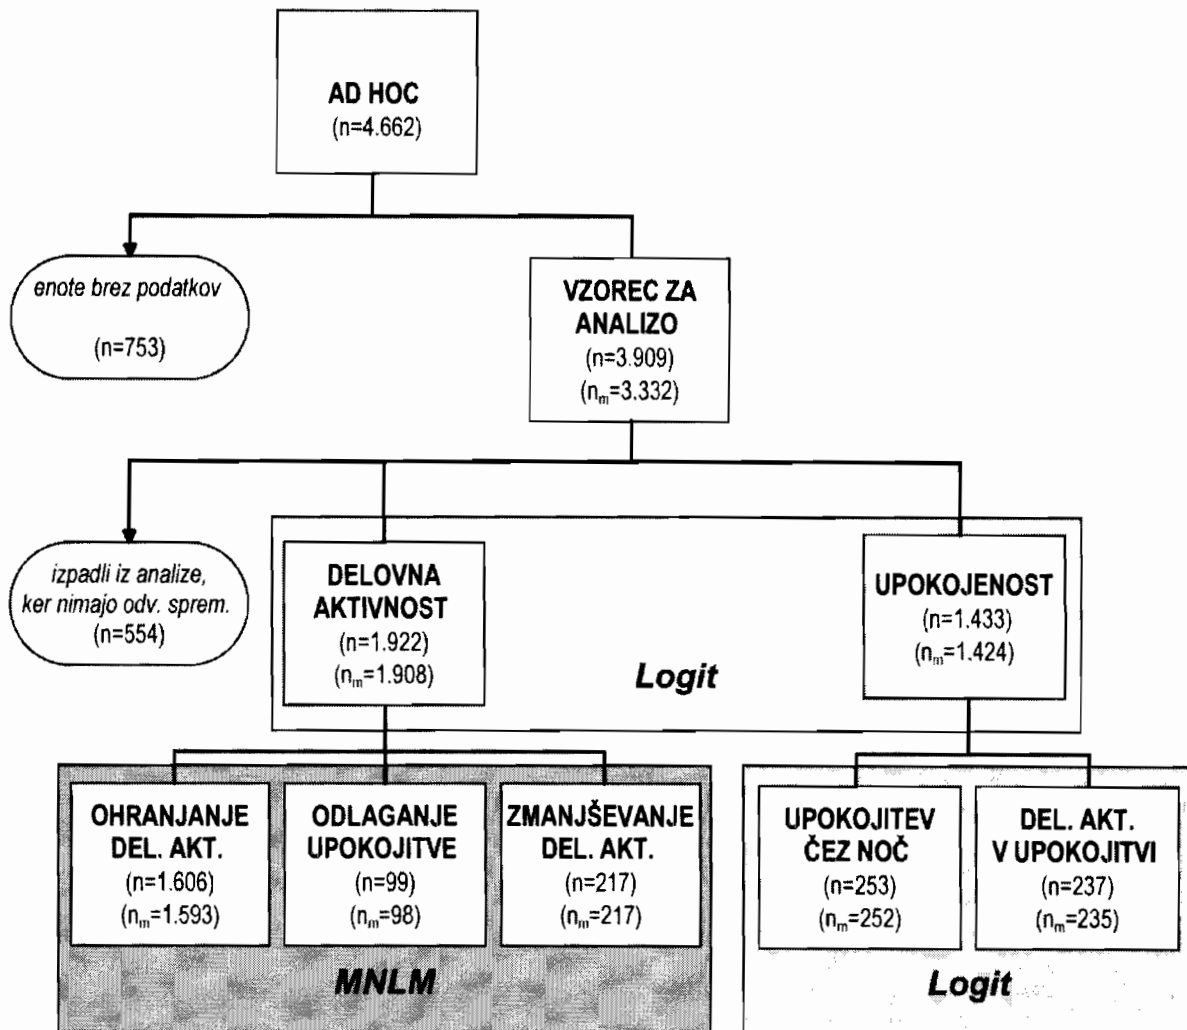 AD HOC
(n=4.662)
enote brez podatkov
(n=753)
VZOREC ZA
ANALIZO
(n=3.909)
(nm=3.332)
izpadli iz analize,
ker nimajo odv. sprem.
(n=554)
DELOVNA
AKTIVNOST
(n=1.922)
(nm=1.908)
Logit
UPOKOJENOST
(n=1.433)
(nm=1.424)
OHRANJANJE
DEL. AKT.
(n=1.606)
(nm=1.593)
ODLAGANJE
UPOKOJITVE
(n=99)
(nm=98)
ZMANJŠEVANJE
DEL. AKT.
(n=217)
(nm=217)
MNLM
UPOKOJITEV
ČEZ NOČ
(n=253)
(nm=252)
DEL. AKT.
V UPOKOJITVI
(n=237)
(nm=235)
Logit